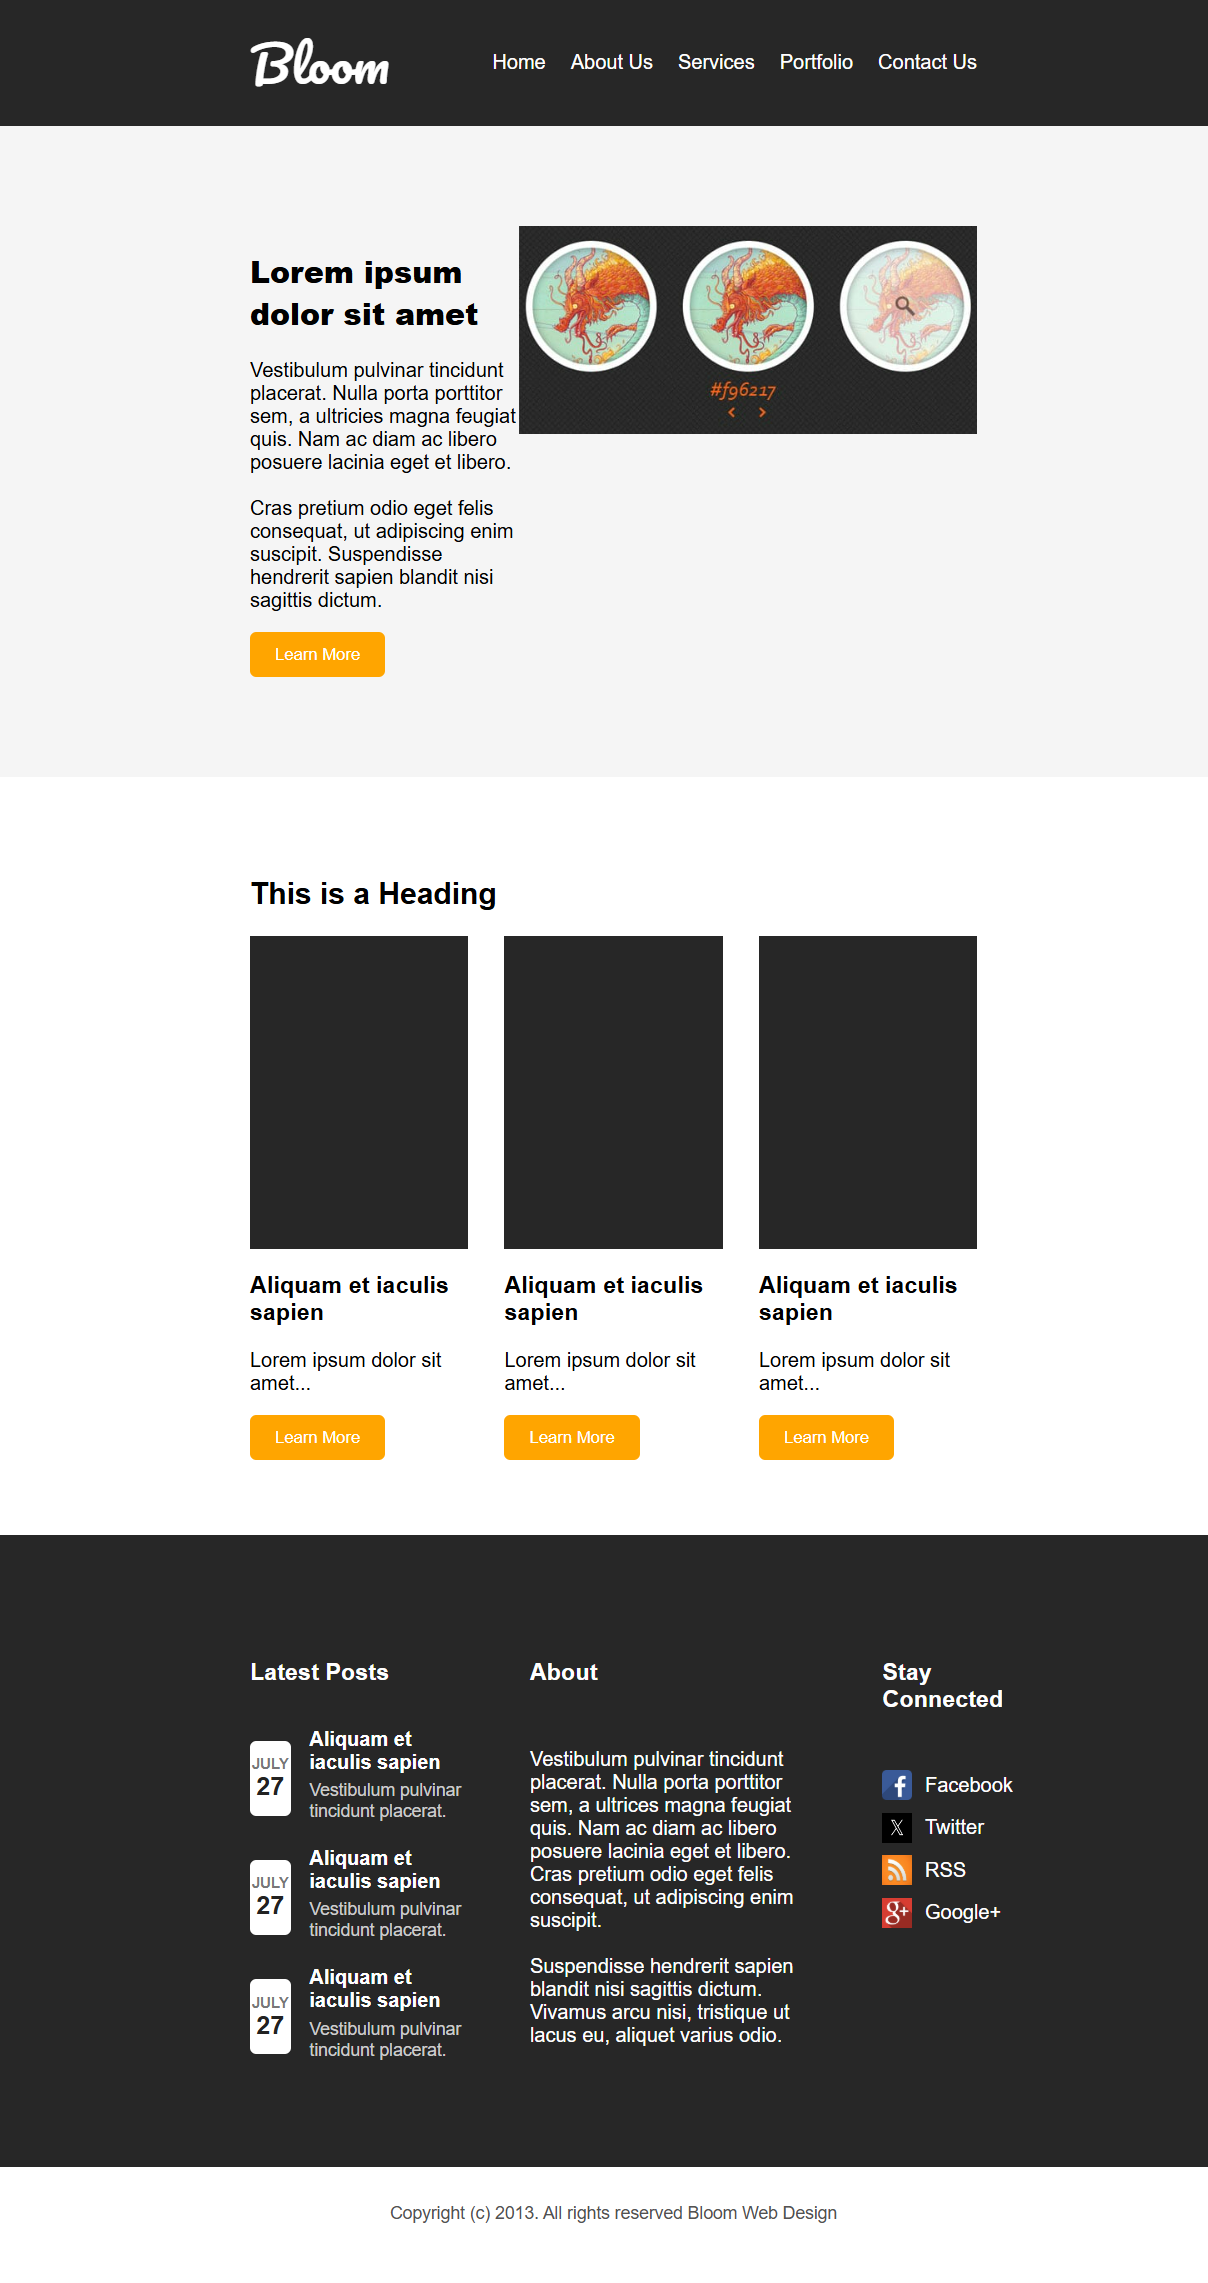 Bloom
Home About Us Services Portfolio Contact Us
Lorem ipsum
dolor sit amet
Vestibulum pulvinar tincidunt
placerat. Nulla porta porttitor
sem, a ultricies magna feugiat
quis. Nam ac diam ac libero
posuere lacinia eget et libero.
Cras pretium odio eget felis
consequat, ut adipiscing enim
suscipit. Suspendisse
hendrerit sapien blandit nisi
sagittis dictum.
Learn More
#f96217
This is a Heading
Aliquam et iaculis
sapien
Lorem ipsum dolor sit
amet...
Learn More
Aliquam et iaculis
sapien
Lorem ipsum dolor sit
amet...
Learn More
Aliquam et iaculis
sapien
Lorem ipsum dolor sit
amet...
Learn More
Latest Posts
JULY
27
Aliquam et
iaculis sapien
Vestibulum pulvinar
tincidunt placerat.
JULY
27
Aliquam et
iaculis sapien
Vestibulum pulvinar
tincidunt placerat.
JULY
27
Aliquam et
iaculis sapien
Vestibulum pulvinar
tincidunt placerat.
About
Vestibulum pulvinar tincidunt
placerat. Nulla porta porttitor
sem, a ultrices magna feugiat
quis. Nam ac diam ac libero
posuere lacinia eget et libero.
Cras pretium odio eget felis
consequat, ut adipiscing enim
suscipit.
Suspendisse hendrerit sapien
blandit nisi sagittis dictum.
Vivamus arcu nisi, tristique ut
lacus eu, aliquet varius odio.
Stay
Connected
f Facebook
X Twitter
RSS
g+ Google+
Copyright (c) 2013. All rights reserved Bloom Web Design